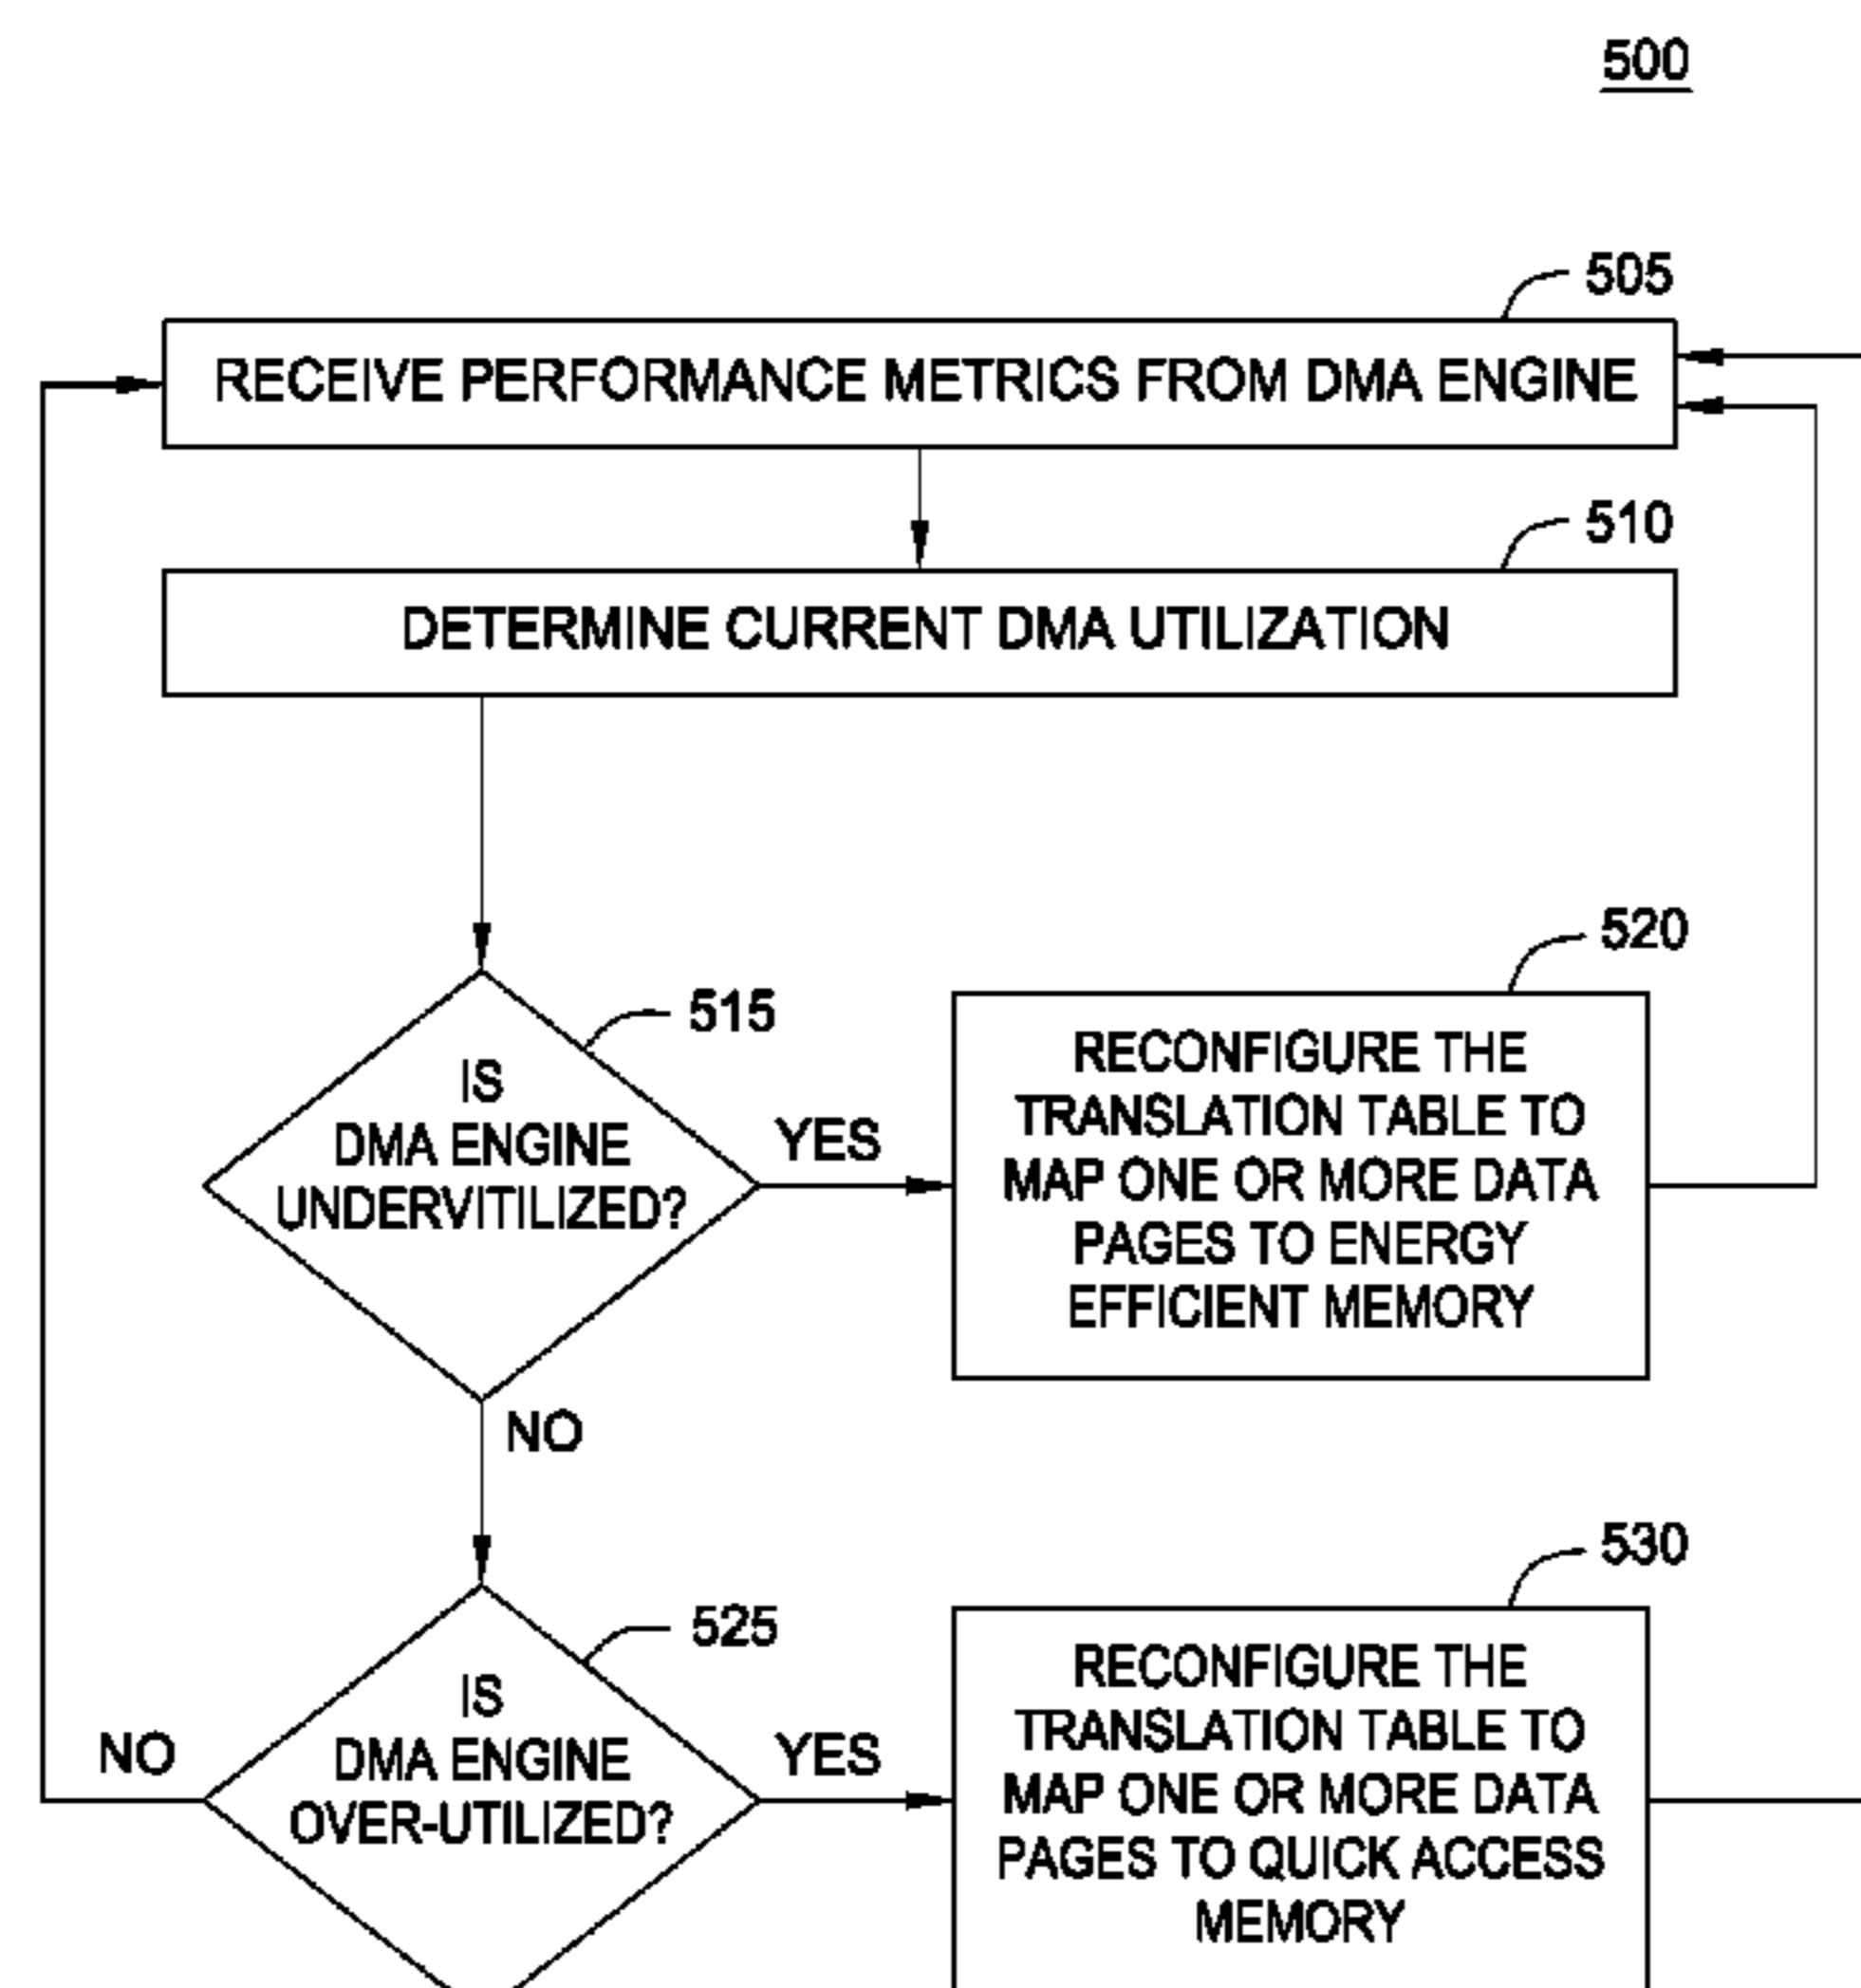 500
505
RECEIVE PERFORMANCE METRICS FROM DMA ENGINE
510
DETERMINE CURRENT DMA UTILIZATION
515
IS
DMA ENGINE
UNDERVITILIZED?
YES
NO
520
RECONFIGURE THE
TRANSLATION TABLE TO
MAP ONE OR MORE DATA
PAGES TO ENERGY
EFFICIENT MEMORY
525
IS
DMA ENGINE
OVER-UTILIZED?
NO
YES
530
RECONFIGURE THE
TRANSLATION TABLE TO
MAP ONE OR MORE DATA
PAGES TO QUICK ACCESS
MEMORY